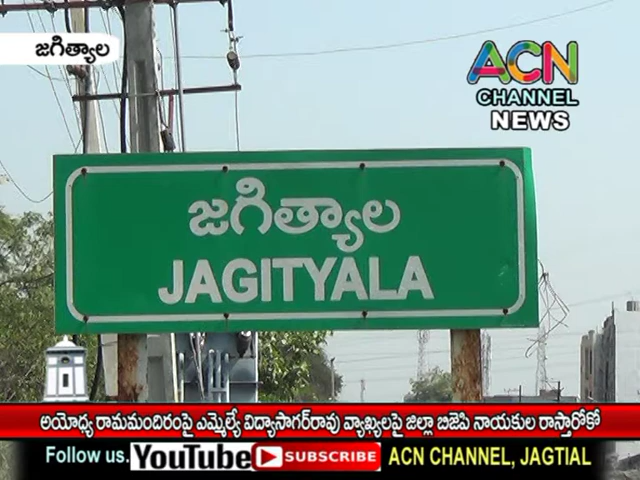 జగిత్యాల
ACN
CHANNEL
NEWS
జగిత్యాల
JAGITYALA
అయోధ్య రామమందిరంపై ఎమ్మెల్యే విద్యాసాగర్‌రావు వ్యాఖ్యలపై జిల్లా బిజెపి నాయకుల రాస్తారోకో
Follow us. YouTube SUBSCRIBE ACN CHANNEL, JAGTIAL